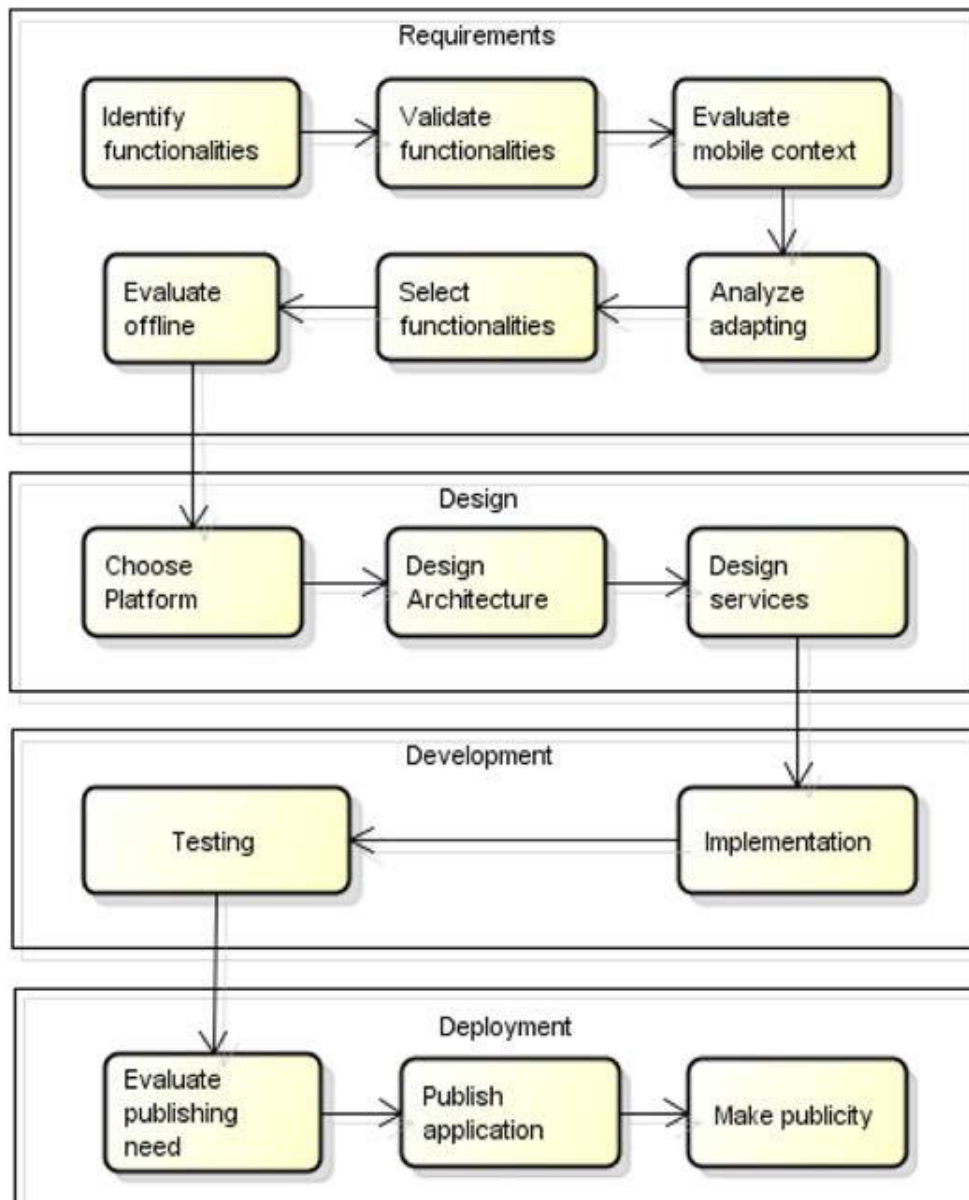 Requirements
Identify
functionalities
Validate
functionalities
Evaluate
mobile context
Evaluate
offline
Select
functionalities
Analyze
adapting
Design
Choose
Platform
Design
Architecture
Design
services
Development
Testing
Implementation
Deployment
Evaluate
publishing
need
Publish
application
Make publicity